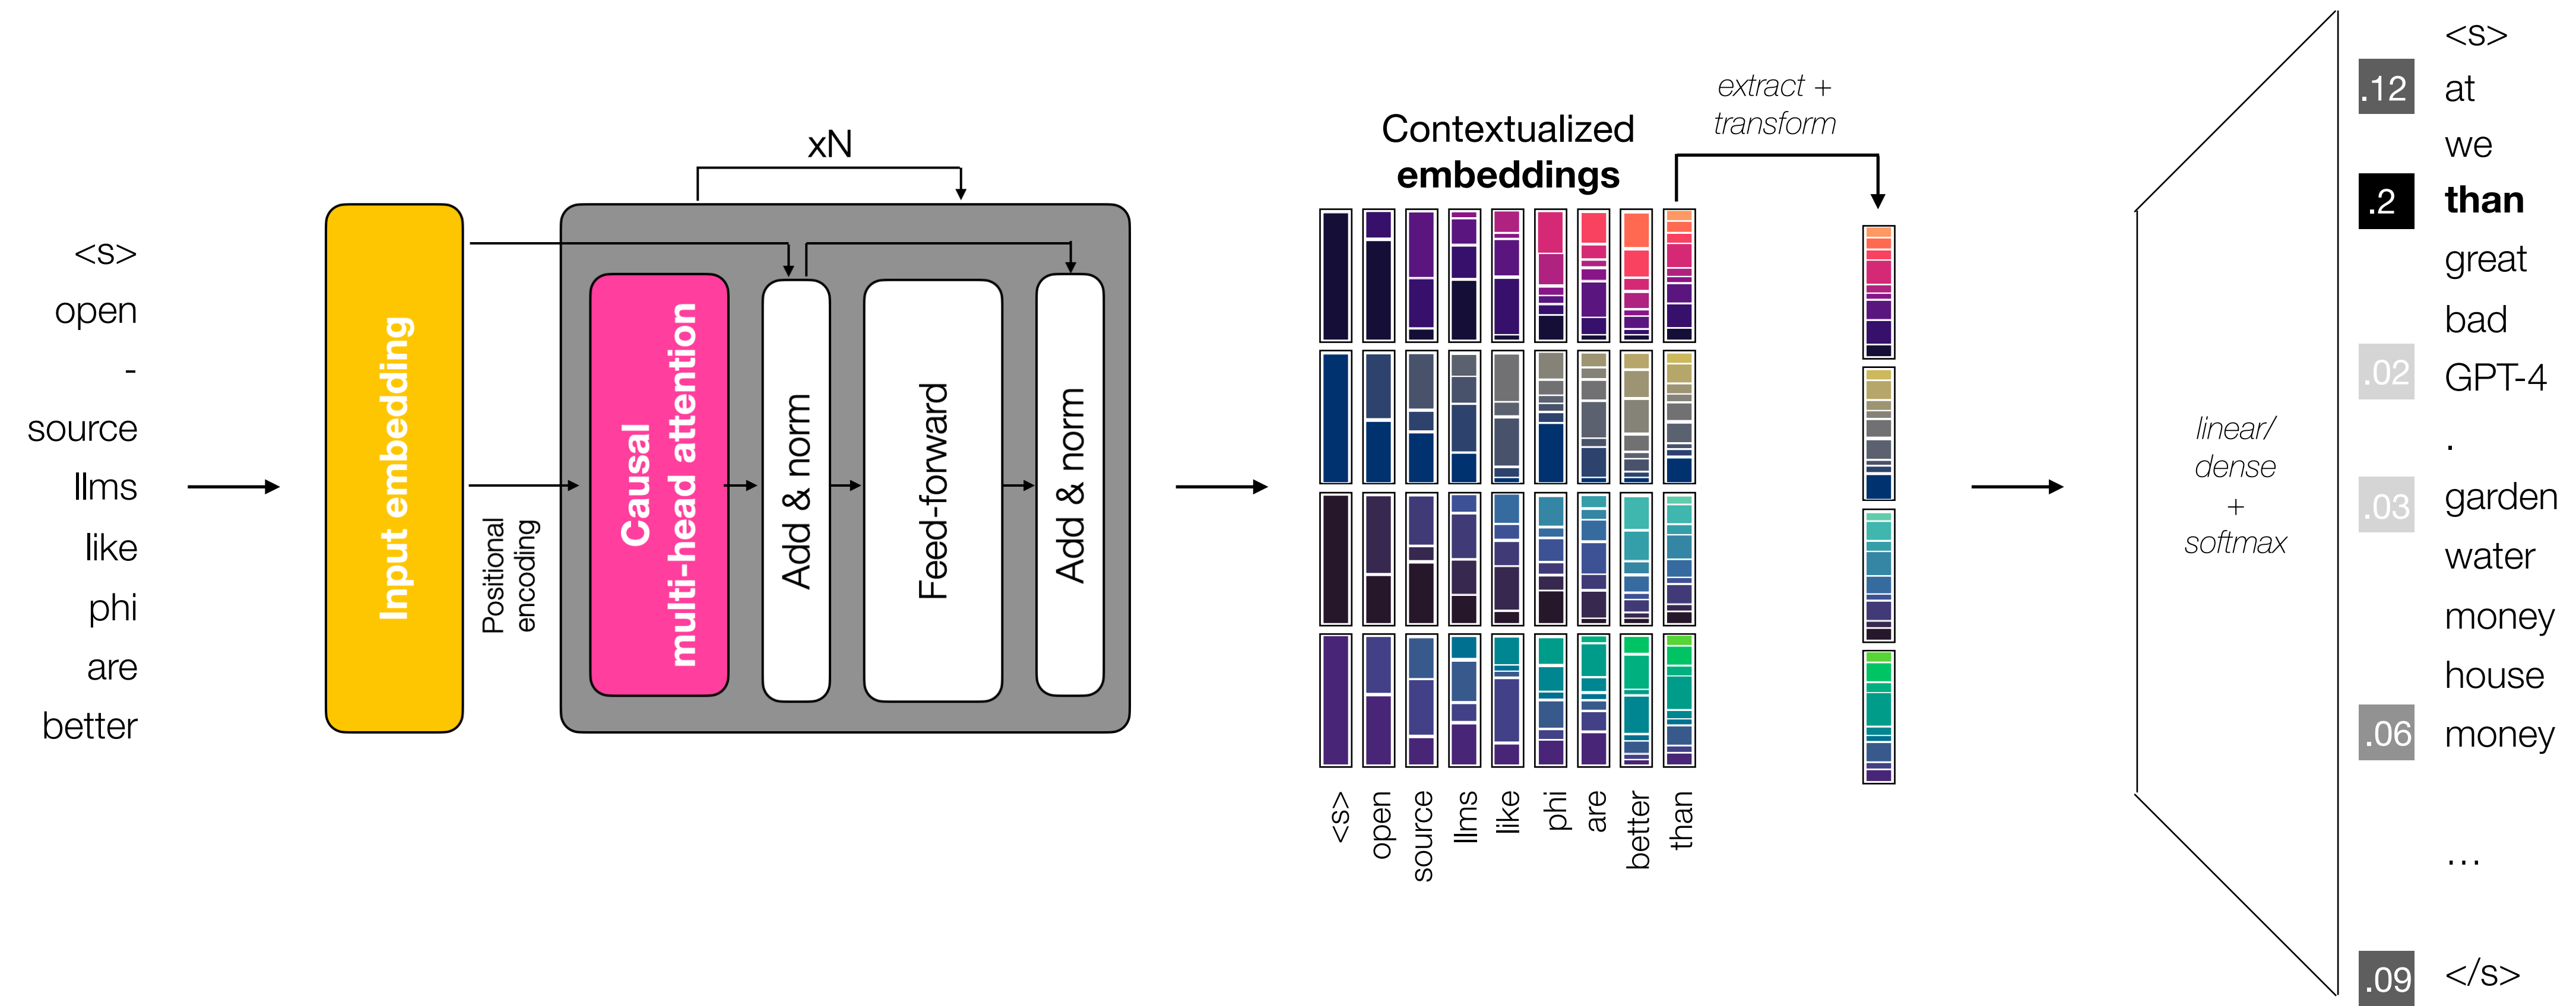 <s>
open
-
source
llms
like
phi
are
better
Input embedding
Positional
encoding
xN
Causal
multi-head attention
Add & norm
Feed-forward
Add & norm
Contextualized
embeddings
extract +
transform
<s>
open
source
llms
like
phi
are
better
than
linear/
dense
+
softmax
<s>
.12 at
we
.2 than
great
bad
.02 GPT-4
.
.03 garden
water
money
house
.06 money
...
.09 </s>